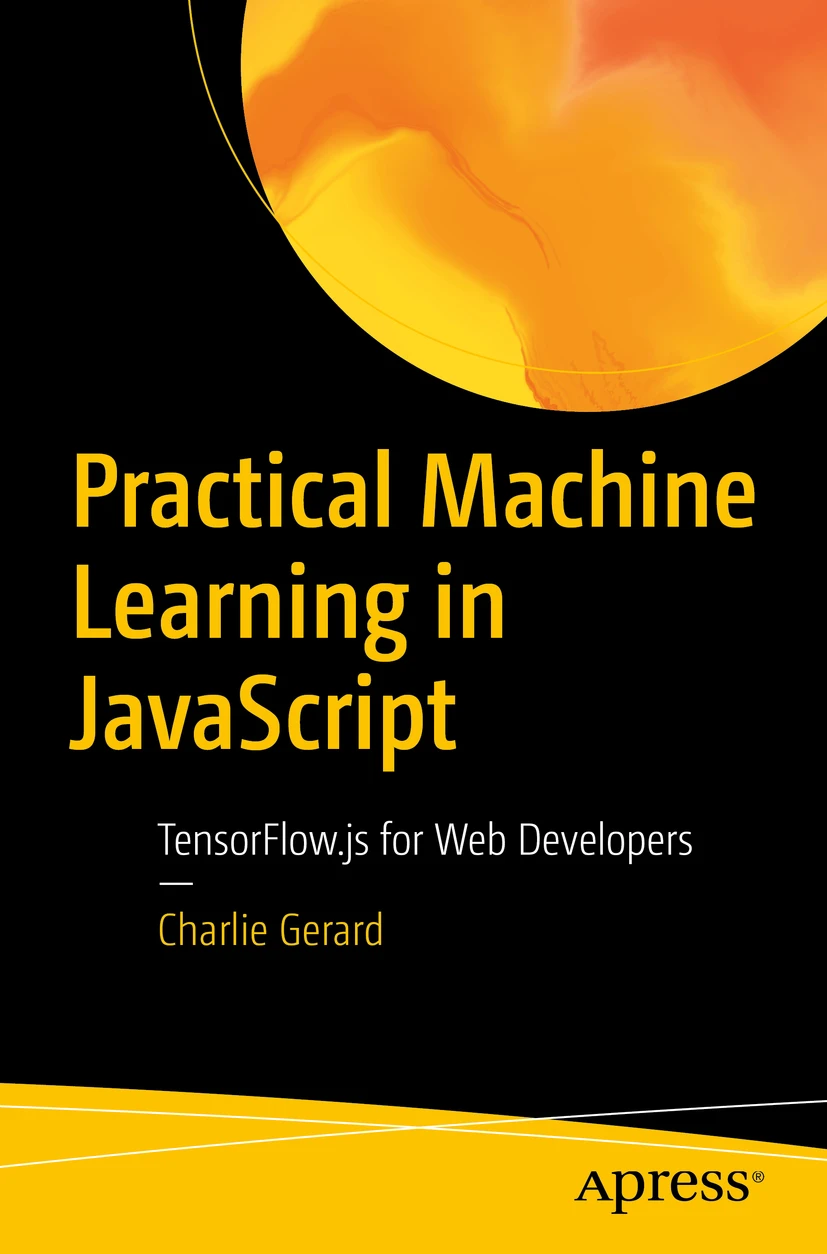 Practical Machine
Learning in
JavaScript
TensorFlow.js for Web Developers
—
Charlie Gerard
Apress®